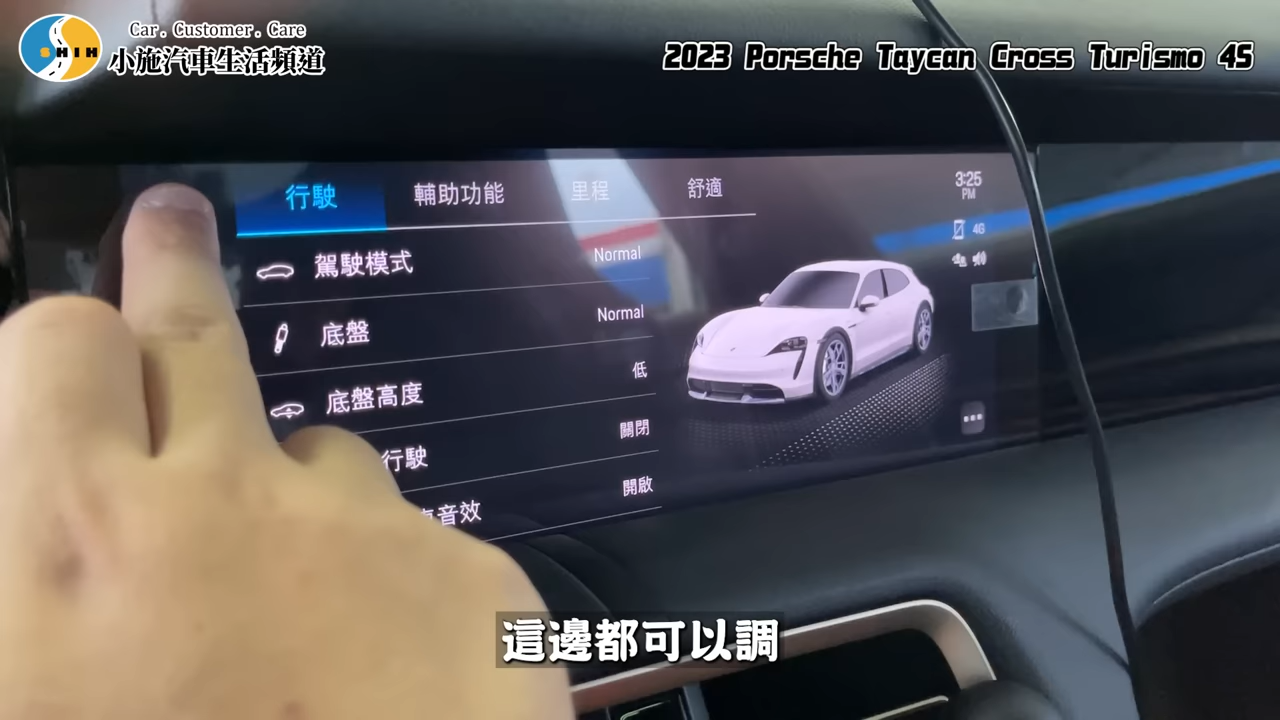 SHIH
Car. Customer. Care
小施汽車生活頻道
2023 Porsche Taycan Cross Turismo 4S
行駛 輔助功能 里程 舒適
3:25
PM
4G
駕駛模式 Normal
底盤 Normal
底盤高度 低
行駛 關閉
音效 開啟
這邊都可以調